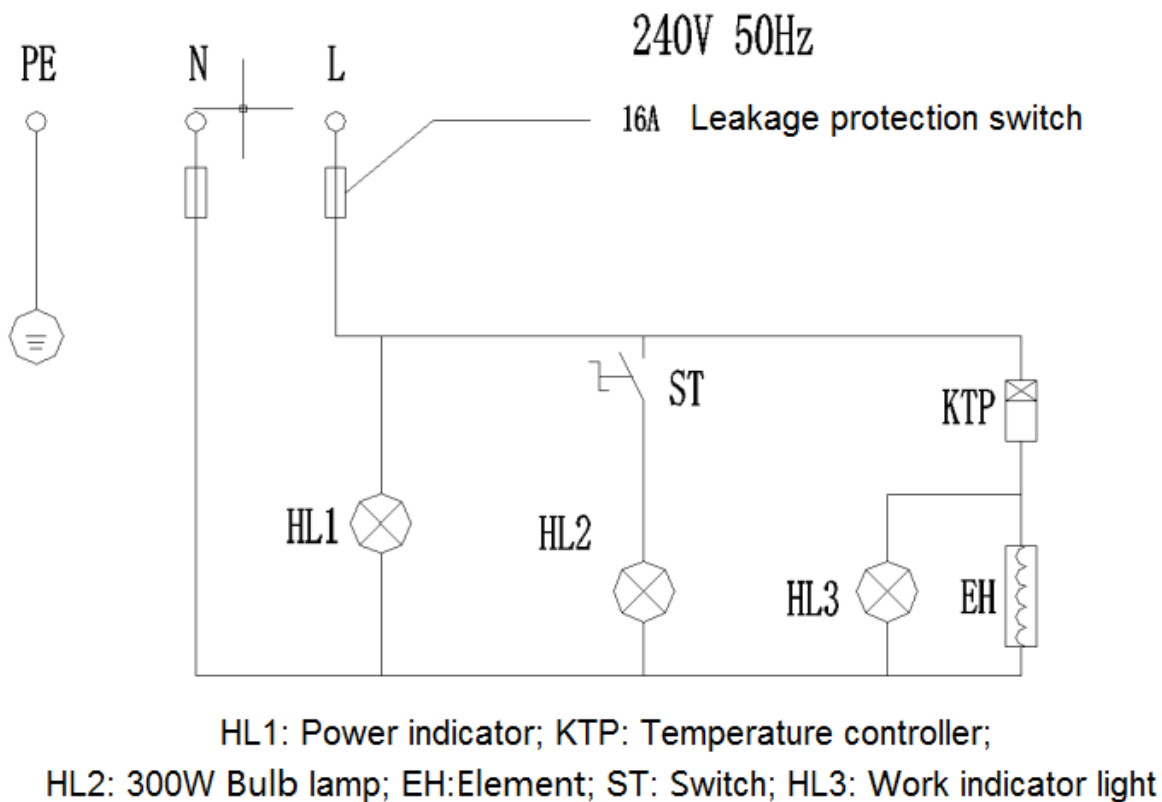 240V 50Hz
PE
N
L
16A Leakage protection switch
ST
KTP
HL1
HL2
HL3
EH
HL1: Power indicator; KTP: Temperature controller;
HL2: 300W Bulb lamp; EH:Element; ST: Switch; HL3: Work indicator light